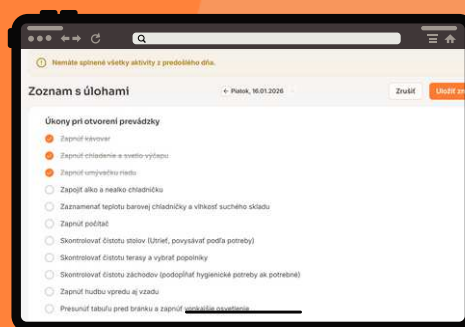 Nemáte splnené všetky aktivity z predošlého dňa.
Zoznam s úlohami
← Piatok, 16.01.2026
Zrušiť
Uložiť
Úkony pri otvorení prevádzky
Zapnúť kávovar
Zapnúť chladenie a svetlo výčapu
Zapnúť umývačku riadu
Zapojiť alko a nealko chladničku
Zaznamenať teplotu barovej chladničky a vlhkosť suchého skladu
Zapnúť počítač
Skontrolovať čistotu stolov (Utrieť, povysávať podľa potreby)
Skontrolovať čistotu terasy a vybrať popolníky
Skontrolovať čistotu záchodov (podopĺňať hygienické potreby ak potrebné)
Zapnúť hudbu vpredu aj vzadu
Presunúť tabuľu pred bránku a zapnúť vonkajšie osvetlenie